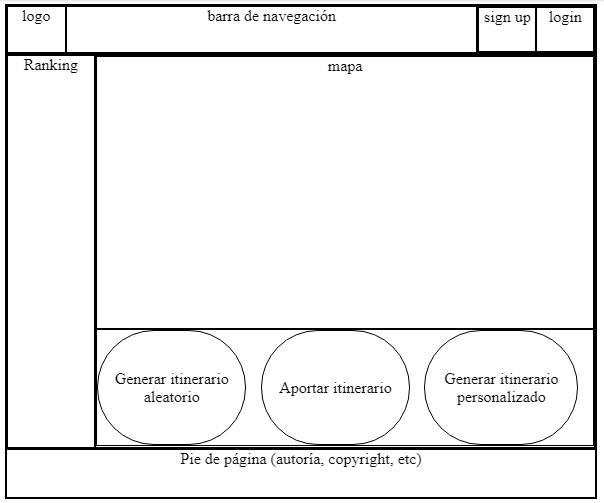 logo
barra de navegación
sign up
login
Ranking
mapa
Generar itinerario
aleatorio
Aportar itinerario
Generar itinerario
personalizado
Pie de página (autoría, copyright, etc)